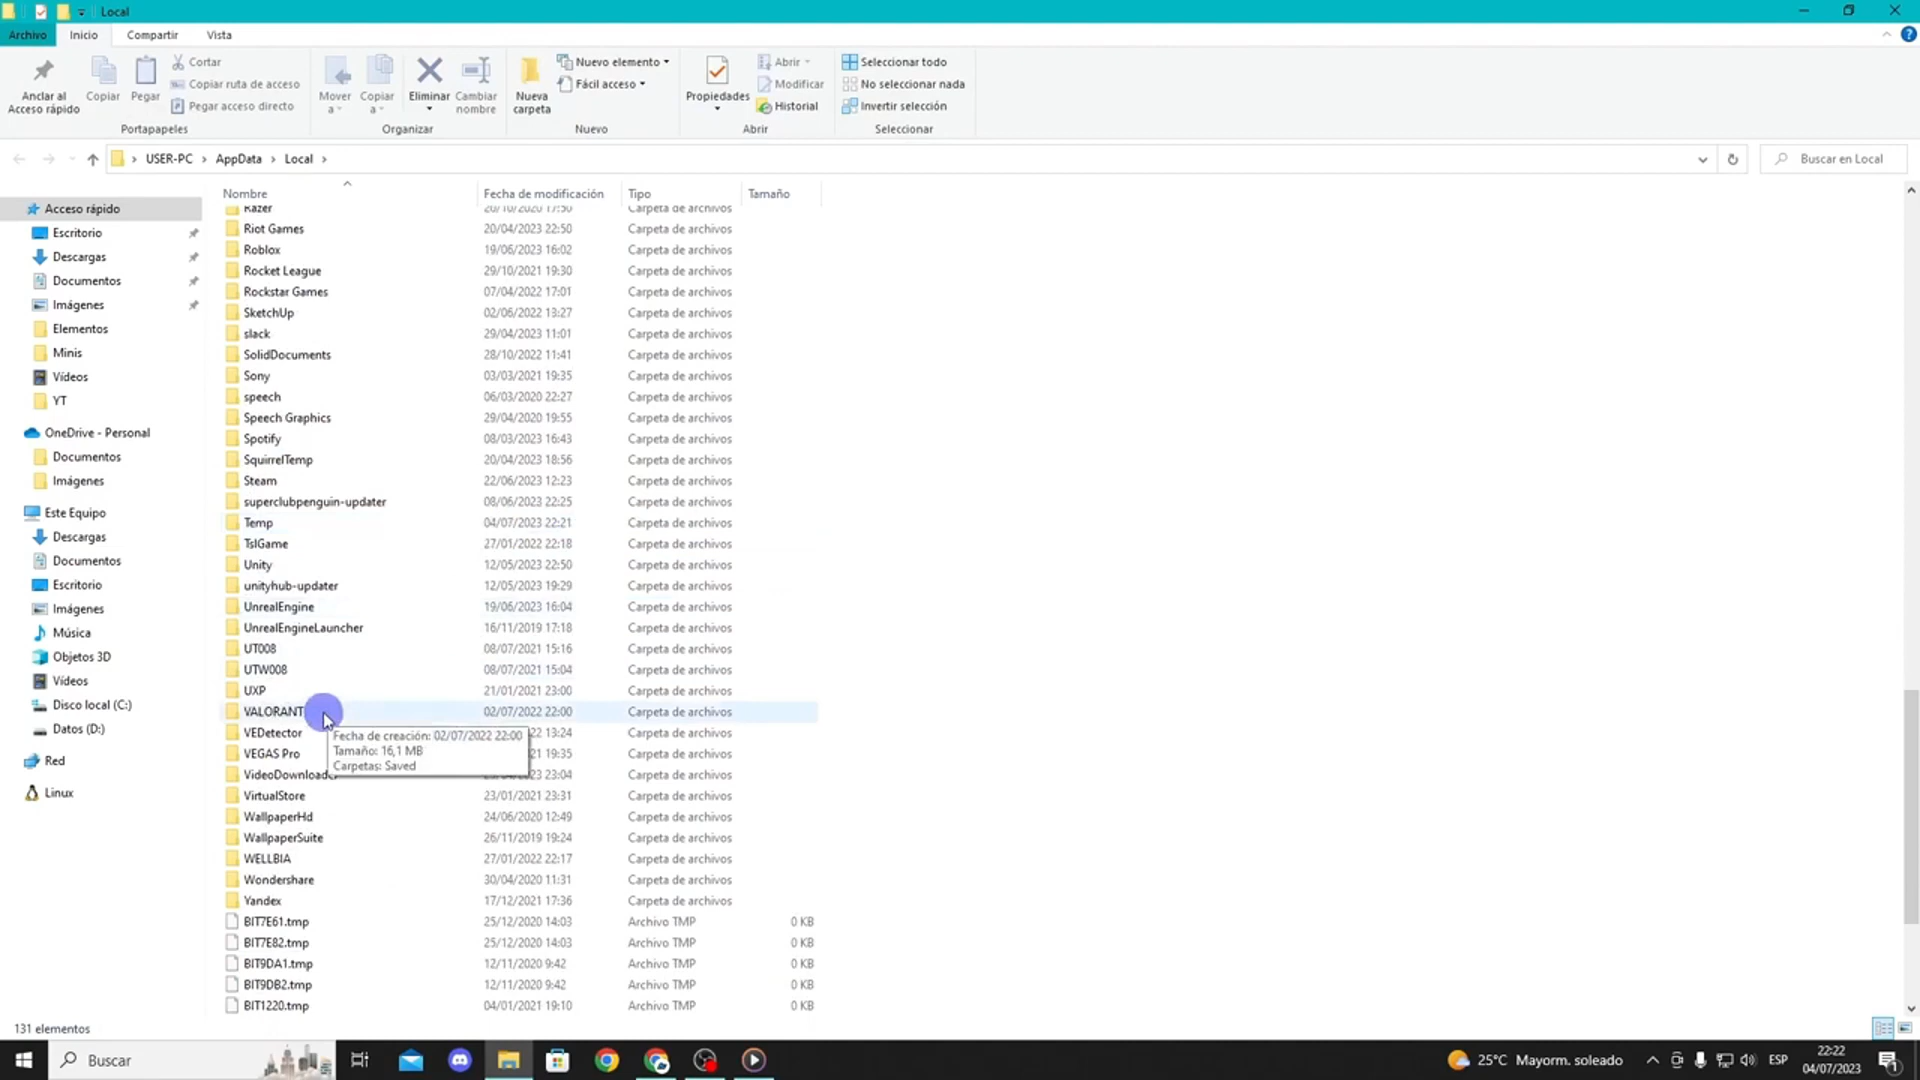 Local
Archivo Inicio Compartir Vista
Anclar al Acceso rápido
Copiar
Pegar
Cortar
Copiar ruta de acceso
Pegar acceso directo
Portapapeles
Mover a
Copiar a
Eliminar
Cambiar nombre
Organizar
Nueva carpeta
Nuevo elemento
Fácil acceso
Nuevo
Propiedades
Abrir
Modificar
Historial
Abrir
Seleccionar todo
No seleccionar nada
Invertir selección
Seleccionar
USER-PC > AppData > Local >
Buscar en Local
Acceso rápido
Escritorio
Descargas
Documentos
Imágenes
Elementos
Minis
Vídeos
YT
OneDrive - Personal
Documentos
Imágenes
Este Equipo
Descargas
Documentos
Escritorio
Imágenes
Música
Objetos 3D
Vídeos
Disco local (C:)
Datos (D:)
Red
Linux
Nombre Fecha de modificación Tipo Tamaño
Razer 20/10/2020 17:50 Carpeta de archivos
Riot Games 20/04/2023 22:50 Carpeta de archivos
Roblox 19/06/2023 16:02 Carpeta de archivos
Rocket League 29/10/2021 19:30 Carpeta de archivos
Rockstar Games 07/04/2022 17:01 Carpeta de archivos
SketchUp 02/06/2022 13:27 Carpeta de archivos
slack 29/04/2023 11:01 Carpeta de archivos
SolidDocuments 28/10/2022 11:41 Carpeta de archivos
Sony 03/03/2021 19:35 Carpeta de archivos
speech 06/03/2020 22:27 Carpeta de archivos
Speech Graphics 29/04/2020 19:55 Carpeta de archivos
Spotify 08/03/2023 16:43 Carpeta de archivos
SquirrelTemp 20/04/2023 18:56 Carpeta de archivos
Steam 22/06/2023 12:23 Carpeta de archivos
superclubpenguin-updater 08/06/2023 22:25 Carpeta de archivos
Temp 04/07/2023 22:21 Carpeta de archivos
TslGame 27/01/2022 22:18 Carpeta de archivos
Unity 12/05/2023 22:50 Carpeta de archivos
unityhub-updater 12/05/2023 19:29 Carpeta de archivos
UnrealEngine 19/06/2023 16:04 Carpeta de archivos
UnrealEngineLauncher 16/11/2019 17:18 Carpeta de archivos
UT008 08/07/2021 15:16 Carpeta de archivos
UTW008 08/07/2021 15:04 Carpeta de archivos
UXP 21/01/2021 23:00 Carpeta de archivos
VALORANT 02/07/2022 22:00 Carpeta de archivos
VEDetector 2022 13:24 Carpeta de archivos
VEGAS Pro 2021 19:35 Carpeta de archivos
VideoDownloader 2023 23:04 Carpeta de archivos
VirtualStore 23/01/2021 23:31 Carpeta de archivos
WallpaperHd 24/06/2020 12:49 Carpeta de archivos
WallpaperSuite 26/11/2019 19:24 Carpeta de archivos
WELLBIA 27/01/2022 22:17 Carpeta de archivos
Wondershare 30/04/2020 11:31 Carpeta de archivos
Yandex 17/12/2021 17:36 Carpeta de archivos
BIT7E61.tmp 25/12/2020 14:03 Archivo TMP 0 KB
BIT7E82.tmp 25/12/2020 14:03 Archivo TMP 0 KB
BIT9DA1.tmp 12/11/2020 9:42 Archivo TMP 0 KB
BIT9DB2.tmp 12/11/2020 9:42 Archivo TMP 0 KB
BIT1220.tmp 04/01/2021 19:10 Archivo TMP 0 KB
Fecha de creación: 02/07/2022 22:00
Tamaño: 16,1 MB
Carpetas: Saved
131 elementos
Buscar
25°C Mayorm. soleado
ESP
22:22
04/07/2023
1